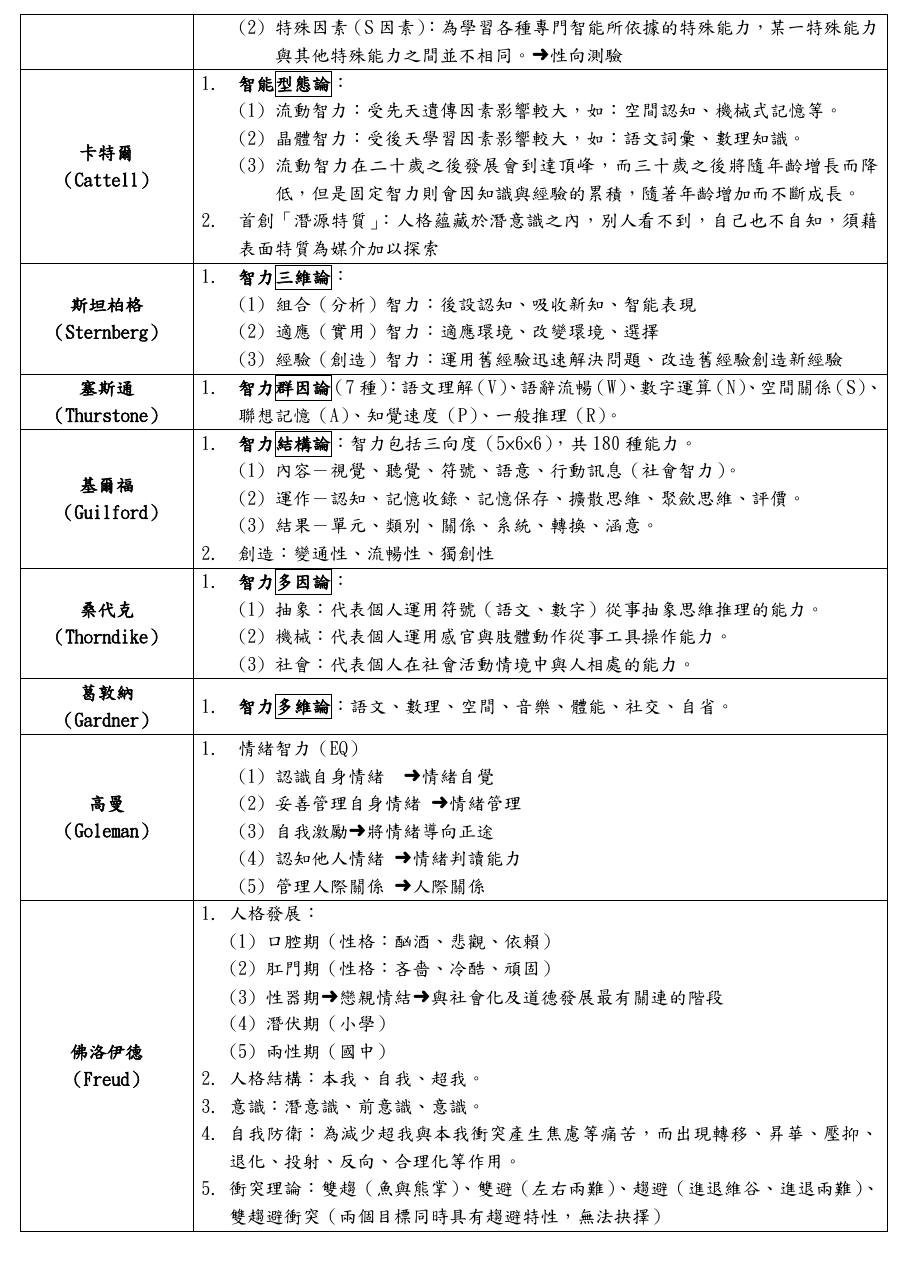 (2) 特殊因素（S 因素）：為學習各種專門智能所依據的特殊能力，某一特殊能力
與其他特殊能力之間並不相同。➜性向測驗
卡特爾
（Cattell）
1. 智能型態論：
(1) 流動智力：受先天遺傳因素影響較大，如：空間認知、機械式記憶等。
(2) 晶體智力：受後天學習因素影響較大，如：語文詞彙、數理知識。
(3) 流動智力在二十歲之後發展會到達頂峰，而三十歲之後將隨年齡增長而降
低，但是固定智力則會因知識與經驗的累積，隨著年齡增加而不斷成長。
2. 首創「潛源特質」：人格蘊藏於潛意識之內，別人看不到，自己也不自知，須藉
表面特質為媒介加以探索
斯坦柏格
（Sternberg）
1. 智力三維論：
(1) 組合（分析）智力：後設認知、吸收新知、智能表現
(2) 適應（實用）智力：適應環境、改變環境、選擇
(3) 經驗（創造）智力：運用舊經驗迅速解決問題、改造舊經驗創造新經驗
塞斯通
（Thurstone）
1. 智力群因論（7 種）：語文理解（V）、語辭流暢（W）、數字運算（N）、空間關係（S）、
聯想記憶（A）、知覺速度（P）、一般推理（R）。
基爾福
（Guilford）
1. 智力結構論：智力包括三向度（5×6×6），共 180 種能力。
(1) 內容－視覺、聽覺、符號、語意、行動訊息（社會智力）。
(2) 運作－認知、記憶收錄、記憶保存、擴散思維、聚斂思維、評價。
(3) 結果－單元、類別、關係、系統、轉換、涵意。
2. 創造：變通性、流暢性、獨創性
桑代克
（Thorndike）
1. 智力多因論：
(1) 抽象：代表個人運用符號（語文、數字）從事抽象思維推理的能力。
(2) 機械：代表個人運用感官與肢體動作從事工具操作能力。
(3) 社會：代表個人在社會活動情境中與人相處的能力。
葛敦納
（Gardner）
1. 智力多維論：語文、數理、空間、音樂、體能、社交、自省。
高曼
（Goleman）
1. 情緒智力（EQ）
(1) 認識自身情緒 ➜情緒自覺
(2) 妥善管理自身情緒 ➜情緒管理
(3) 自我激勵➜將情緒導向正途
(4) 認知他人情緒 ➜情緒判讀能力
(5) 管理人際關係 ➜人際關係
佛洛伊德
（Freud）
1. 人格發展：
(1) 口腔期（性格：酗酒、悲觀、依賴）
(2) 肛門期（性格：吝嗇、冷酷、頑固）
(3) 性器期➜戀親情結➜與社會化及道德發展最有關連的階段
(4) 潛伏期（小學）
(5) 兩性期（國中）
2. 人格結構：本我、自我、超我。
3. 意識：潛意識、前意識、意識。
4. 自我防衛：為減少超我與本我衝突產生焦慮等痛苦，而出現轉移、昇華、壓抑、
退化、投射、反向、合理化等作用。
5. 衝突理論：雙趨（魚與熊掌）、雙避（左右兩難）、趨避（進退維谷、進退兩難）、
雙趨避衝突（兩個目標同時具有趨避特性，無法抉擇）